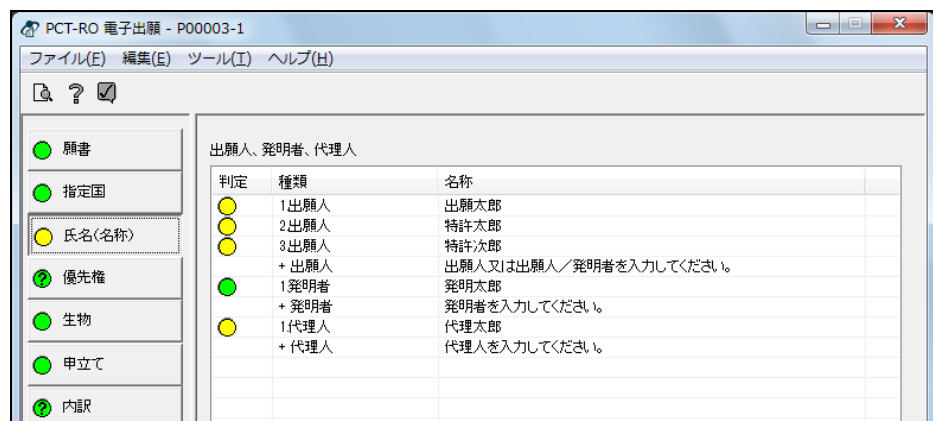 PCT-RO 電子出願 - P00003-1
ファイル(F) 編集(E) ツール(T) ヘルプ(H)
願書
指定国
氏名(名称)
優先権
生物
申立て
内訳
出願人、発明者、代理人
判定 種類 名称
1出願人 出願太郎
2出願人 特許太郎
3出願人 特許次郎
+ 出願人 出願人又は出願人/発明者を入力してください。
1発明者 発明太郎
+ 発明者 発明者を入力してください。
1代理人 代理太郎
+ 代理人 代理人を入力してください。